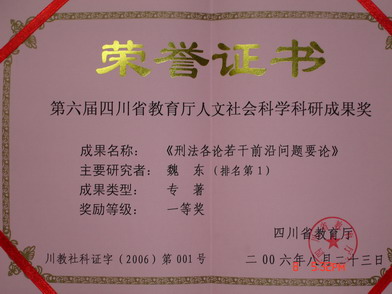 荣誉证书
第六届四川省教育厅人文社会科学科研成果奖
成果名称：《刑法各论若干前沿问题要论》
主要研究者：魏 东（排名第1）
成果类型：专 著
奖励等级：一等奖
四川省教育厅
川教社科证字（2006）第001号
二00六年八月二十三日